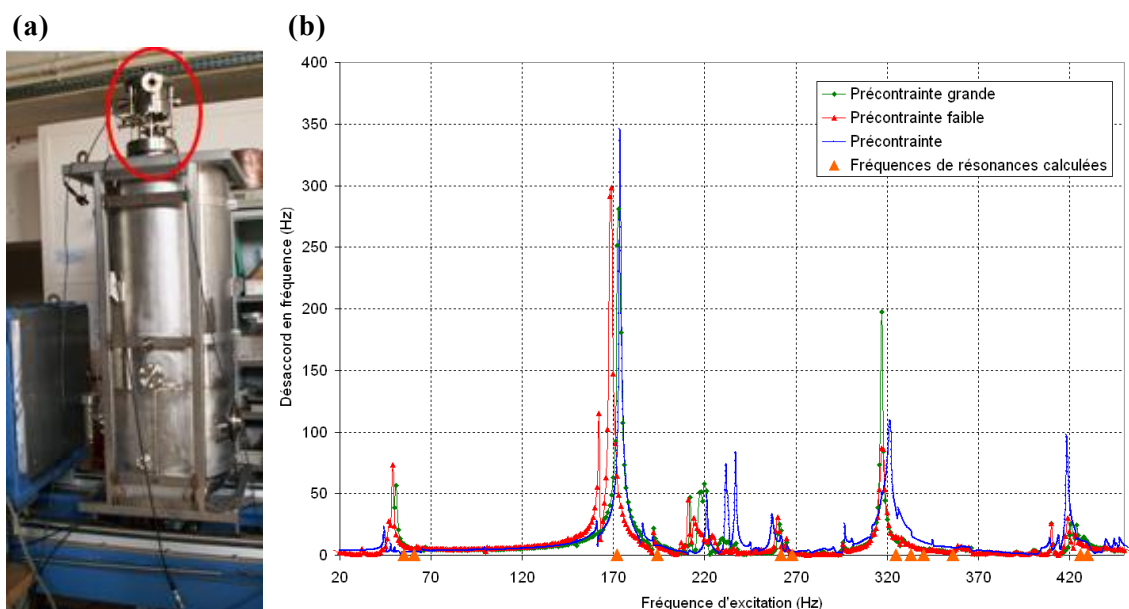 (a)
(b)
400
350
300
250
200
150
100
50
0
Désaccord en fréquence (Hz)
Précontrainte grande
Précontrainte faible
Précontrainte
Fréquences de résonances calculées
20 70 120 170 220 270 320 370 420
Fréquence d'excitation (Hz)